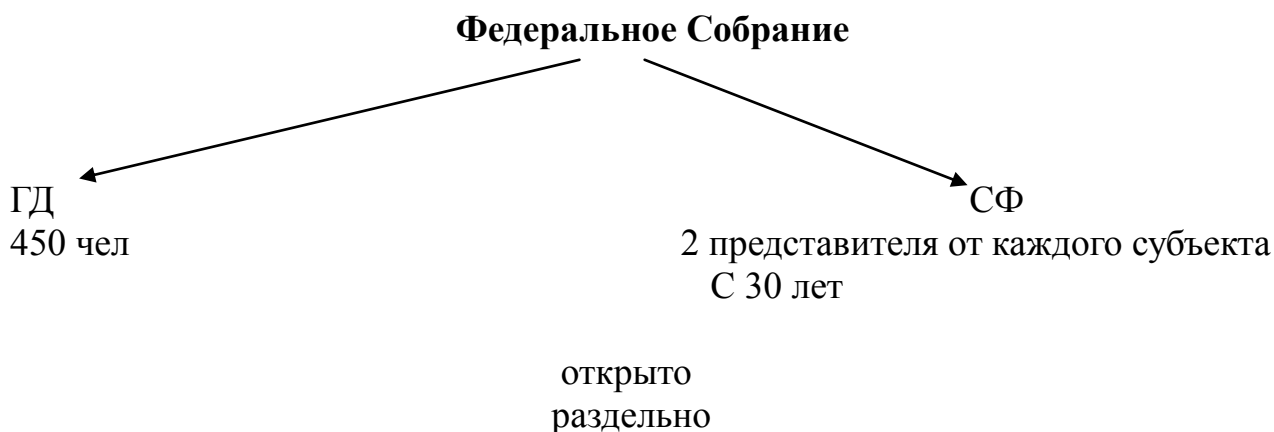 Федеральное Собрание
ГД
СФ
450 чел
2 представителя от каждого субъекта
С 30 лет
открыто
раздельно